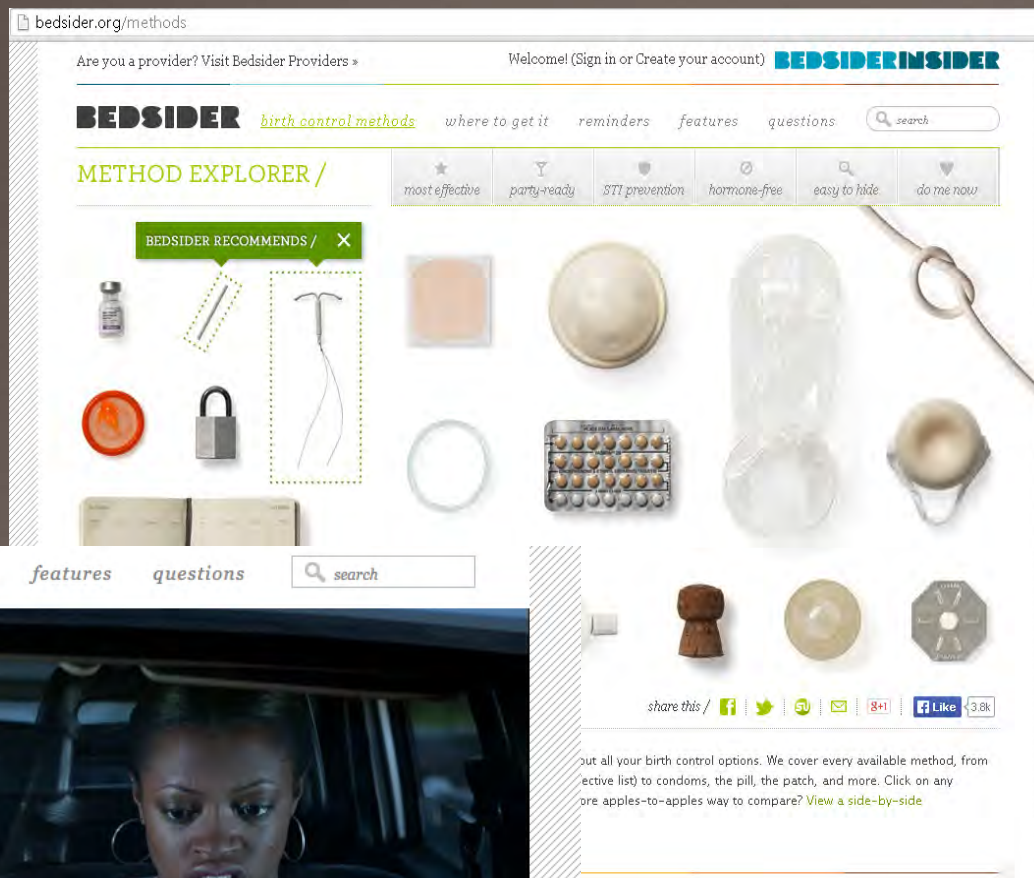 bedsider.org/methods
Are you a provider? Visit Bedsider Providers »
Welcome! (Sign in or Create your account) BEDSIDERINSIDER
BEDSIDER birth control methods where to get it reminders features questions search
METHOD EXPLORER /
most effective party-ready STI prevention hormone-free easy to hide do me now
BEDSIDER RECOMMENDS / X
features questions search
share this / Like 3.8k
g+1
out all your birth control options. We cover every available method, from
ective list) to condoms, the pill, the patch, and more. Click on any
ore apples-to-apples way to compare? View a side-by-side